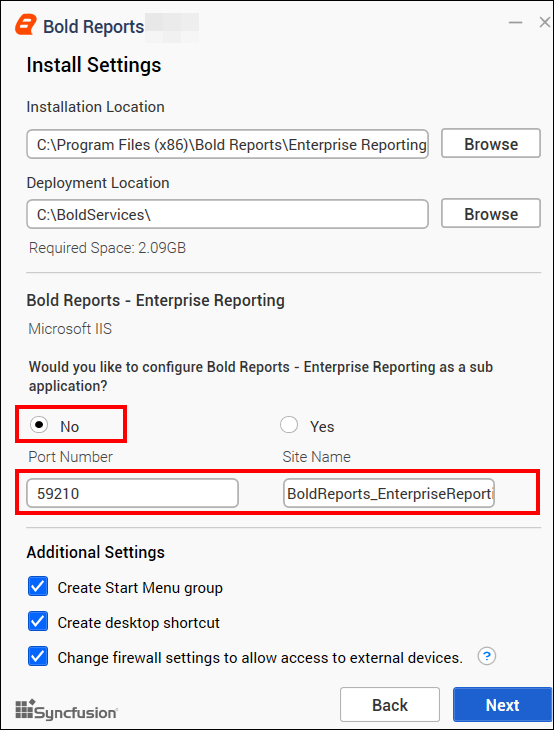 Bold Reports
Install Settings
Installation Location
C:\Program Files (x86)\Bold Reports\Enterprise Reporting
Browse
Deployment Location
C:\BoldServices\
Browse
Required Space: 2.09GB
Bold Reports - Enterprise Reporting
Microsoft IIS
Would you like to configure Bold Reports - Enterprise Reporting as a sub
application?
No
Yes
Port Number
Site Name
59210
BoldReports_EnterpriseReporti
Additional Settings
Create Start Menu group
Create desktop shortcut
Change firewall settings to allow access to external devices. ?
Syncfusion
Back
Next